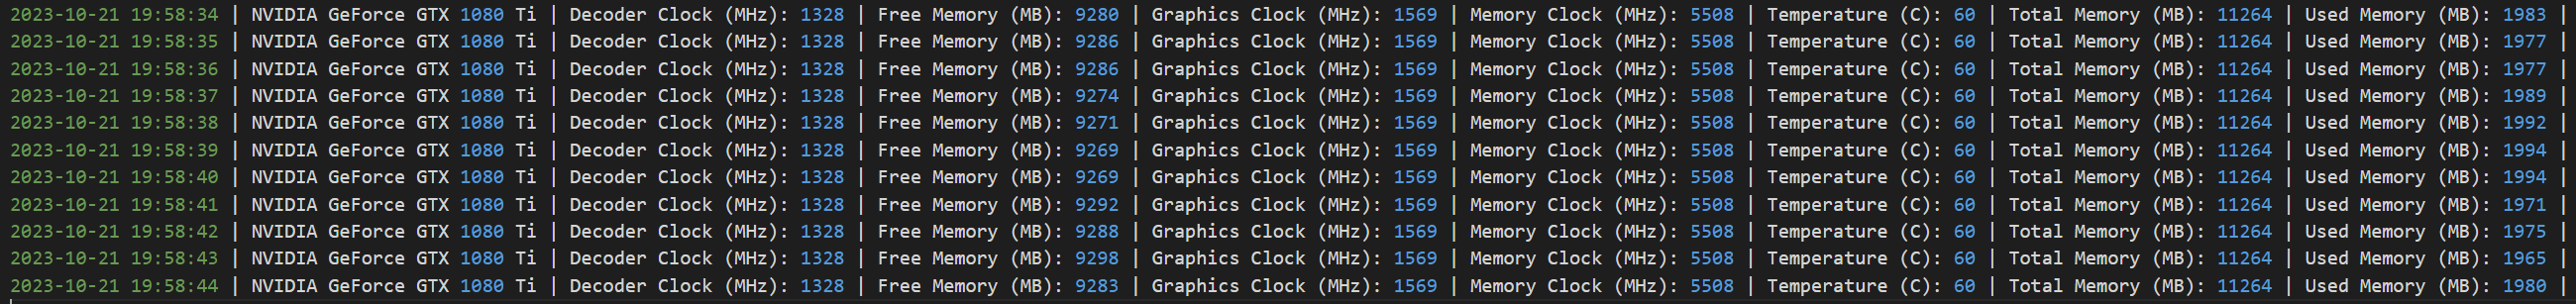 2023-10-21 19:58:34 | NVIDIA GeForce GTX 1080 Ti | Decoder Clock (MHz): 1328 | Free Memory (MB): 9280 | Graphics Clock (MHz): 1569 | Memory Clock (MHz): 5508 | Temperature (C): 60 | Total Memory (MB): 11264 | Used Memory (MB): 1983 |
2023-10-21 19:58:35 | NVIDIA GeForce GTX 1080 Ti | Decoder Clock (MHz): 1328 | Free Memory (MB): 9286 | Graphics Clock (MHz): 1569 | Memory Clock (MHz): 5508 | Temperature (C): 60 | Total Memory (MB): 11264 | Used Memory (MB): 1977 |
2023-10-21 19:58:36 | NVIDIA GeForce GTX 1080 Ti | Decoder Clock (MHz): 1328 | Free Memory (MB): 9286 | Graphics Clock (MHz): 1569 | Memory Clock (MHz): 5508 | Temperature (C): 60 | Total Memory (MB): 11264 | Used Memory (MB): 1977 |
2023-10-21 19:58:37 | NVIDIA GeForce GTX 1080 Ti | Decoder Clock (MHz): 1328 | Free Memory (MB): 9274 | Graphics Clock (MHz): 1569 | Memory Clock (MHz): 5508 | Temperature (C): 60 | Total Memory (MB): 11264 | Used Memory (MB): 1989 |
2023-10-21 19:58:38 | NVIDIA GeForce GTX 1080 Ti | Decoder Clock (MHz): 1328 | Free Memory (MB): 9271 | Graphics Clock (MHz): 1569 | Memory Clock (MHz): 5508 | Temperature (C): 60 | Total Memory (MB): 11264 | Used Memory (MB): 1992 |
2023-10-21 19:58:39 | NVIDIA GeForce GTX 1080 Ti | Decoder Clock (MHz): 1328 | Free Memory (MB): 9269 | Graphics Clock (MHz): 1569 | Memory Clock (MHz): 5508 | Temperature (C): 60 | Total Memory (MB): 11264 | Used Memory (MB): 1994 |
2023-10-21 19:58:40 | NVIDIA GeForce GTX 1080 Ti | Decoder Clock (MHz): 1328 | Free Memory (MB): 9269 | Graphics Clock (MHz): 1569 | Memory Clock (MHz): 5508 | Temperature (C): 60 | Total Memory (MB): 11264 | Used Memory (MB): 1994 |
2023-10-21 19:58:41 | NVIDIA GeForce GTX 1080 Ti | Decoder Clock (MHz): 1328 | Free Memory (MB): 9292 | Graphics Clock (MHz): 1569 | Memory Clock (MHz): 5508 | Temperature (C): 60 | Total Memory (MB): 11264 | Used Memory (MB): 1971 |
2023-10-21 19:58:42 | NVIDIA GeForce GTX 1080 Ti | Decoder Clock (MHz): 1328 | Free Memory (MB): 9288 | Graphics Clock (MHz): 1569 | Memory Clock (MHz): 5508 | Temperature (C): 60 | Total Memory (MB): 11264 | Used Memory (MB): 1975 |
2023-10-21 19:58:43 | NVIDIA GeForce GTX 1080 Ti | Decoder Clock (MHz): 1328 | Free Memory (MB): 9298 | Graphics Clock (MHz): 1569 | Memory Clock (MHz): 5508 | Temperature (C): 60 | Total Memory (MB): 11264 | Used Memory (MB): 1965 |
2023-10-21 19:58:44 | NVIDIA GeForce GTX 1080 Ti | Decoder Clock (MHz): 1328 | Free Memory (MB): 9283 | Graphics Clock (MHz): 1569 | Memory Clock (MHz): 5508 | Temperature (C): 60 | Total Memory (MB): 11264 | Used Memory (MB): 1980 |